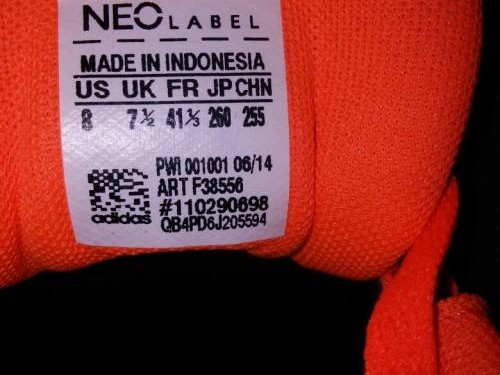 NEO LABEL
MADE IN INDONESIA
US UK FR JP CHN
8 7½ 41⅓ 260 255
PWI 001001 06/14
ART F38556
#110290698
QB4PD6J205594
adidas